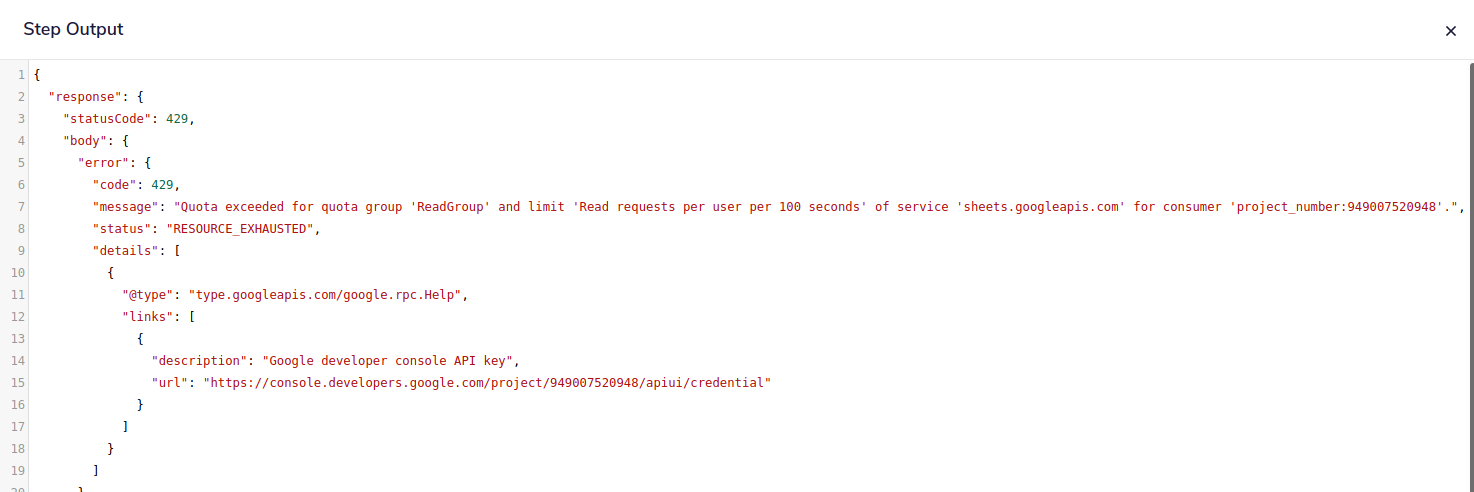 Step Output
×
1 {
2   "response": {
3     "statusCode": 429,
4     "body": {
5       "error": {
6         "code": 429,
7         "message": "Quota exceeded for quota group 'ReadGroup' and limit 'Read requests per user per 100 seconds' of service 'sheets.googleapis.com' for consumer 'project_number:949007520948'.",
8         "status": "RESOURCE_EXHAUSTED",
9         "details": [
10           {
11             "@type": "type.googleapis.com/google.rpc.Help",
12             "links": [
13               {
14                 "description": "Google developer console API key",
15                 "url": "https://console.developers.google.com/project/949007520948/apiui/credential"
16               }
17             ]
18           }
19         ]
20       }